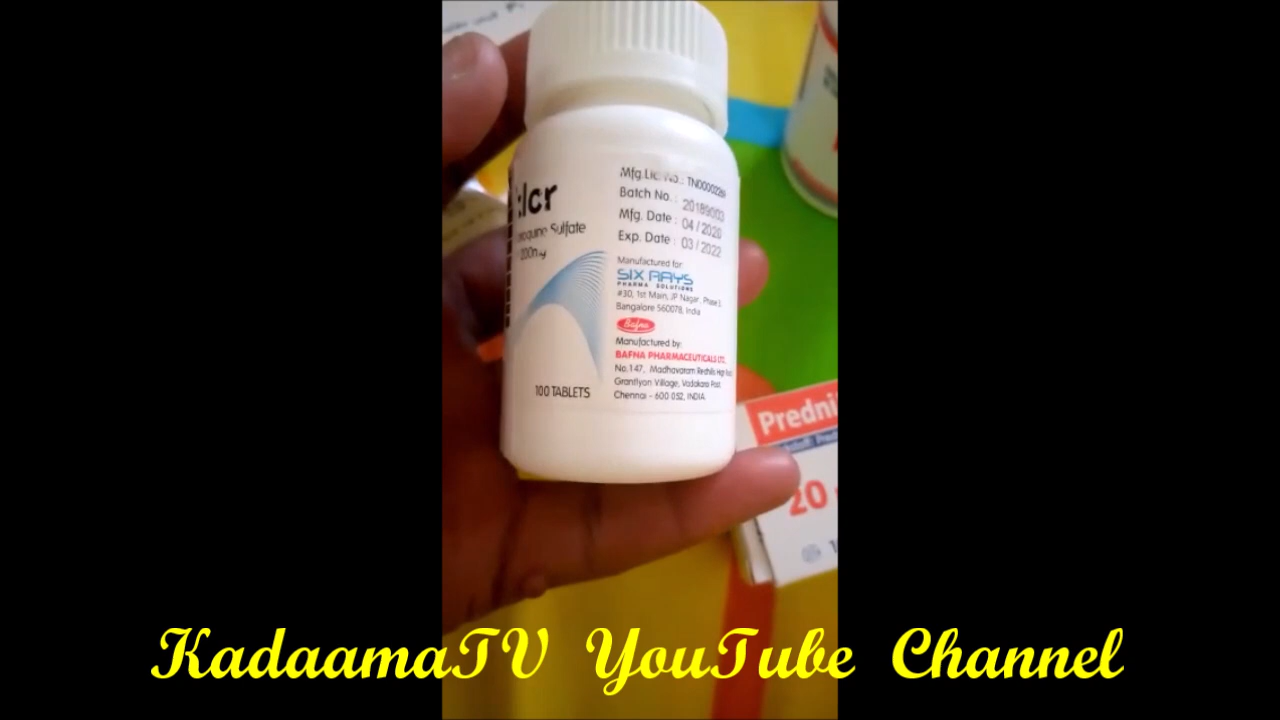 :lcr
Sulfate
Mfg.Lic.No.: TN00002264
Batch No. : 20189003
Mfg. Date : 04 / 2020
Exp. Date : 03 / 2022
Manufactured for:
SIX RAYS
PHARMA SOLUTIONS
#30, 1st Main, JP Nagar, Phase
Bangalore 560078, India
Bafna
Manufactured by:
BAFNA PHARMACEUTICALS LTD.
No.147, Madhavaram Redhills High
Grantlyon Village, Vadakarai Post,
Chennai - 600 052, INDIA.
100 TABLETS
Predni
20
KadaamaTV YouTube Channel